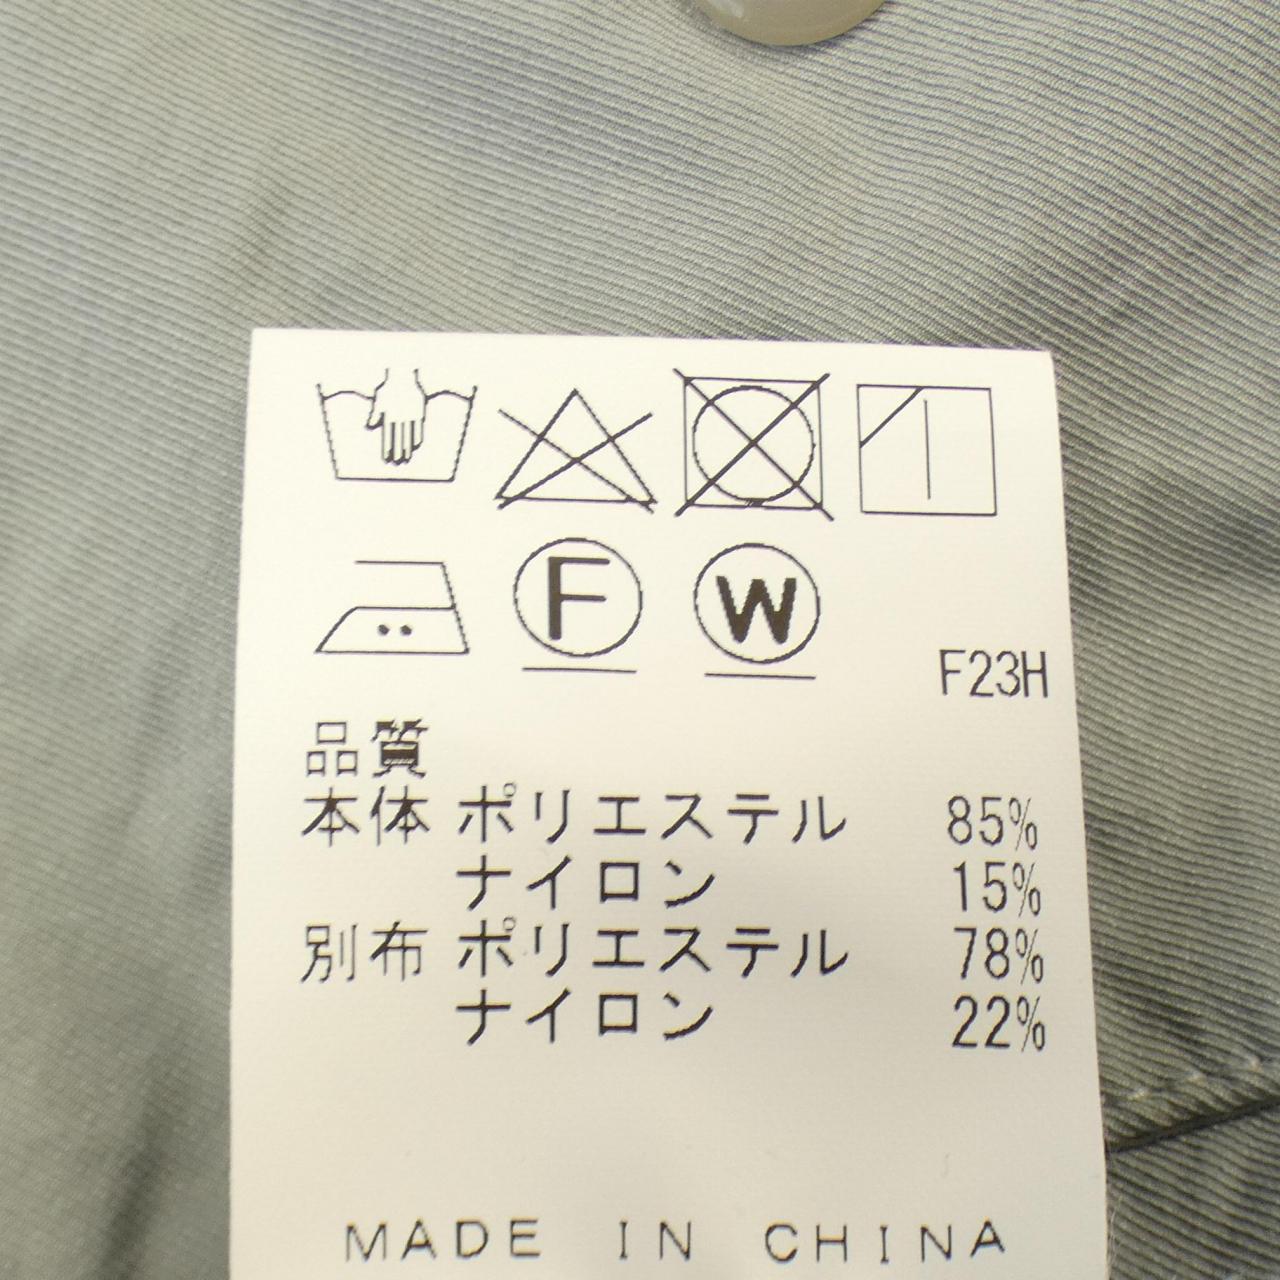 F W
F23H
品質
本体 ポリエステル 85%
ナイロン 15%
別布 ポリエステル 78%
ナイロン 22%
MADE IN CHINA